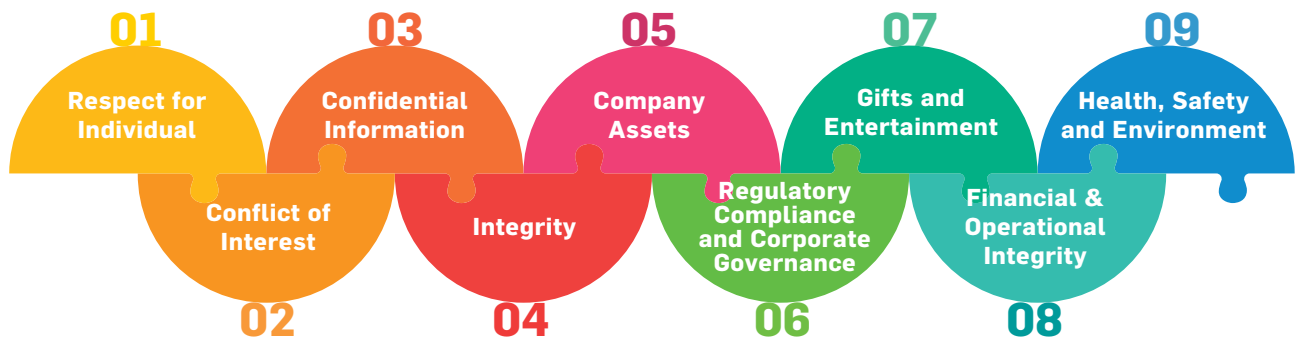 01
Respect for
Individual
02
Conflict of
Interest
03
Confidential
Information
04
Integrity
05
Company
Assets
06
Regulatory
Compliance
and Corporate
Governance
07
Gifts and
Entertainment
08
Financial &
Operational
Integrity
09
Health, Safety
and Environment